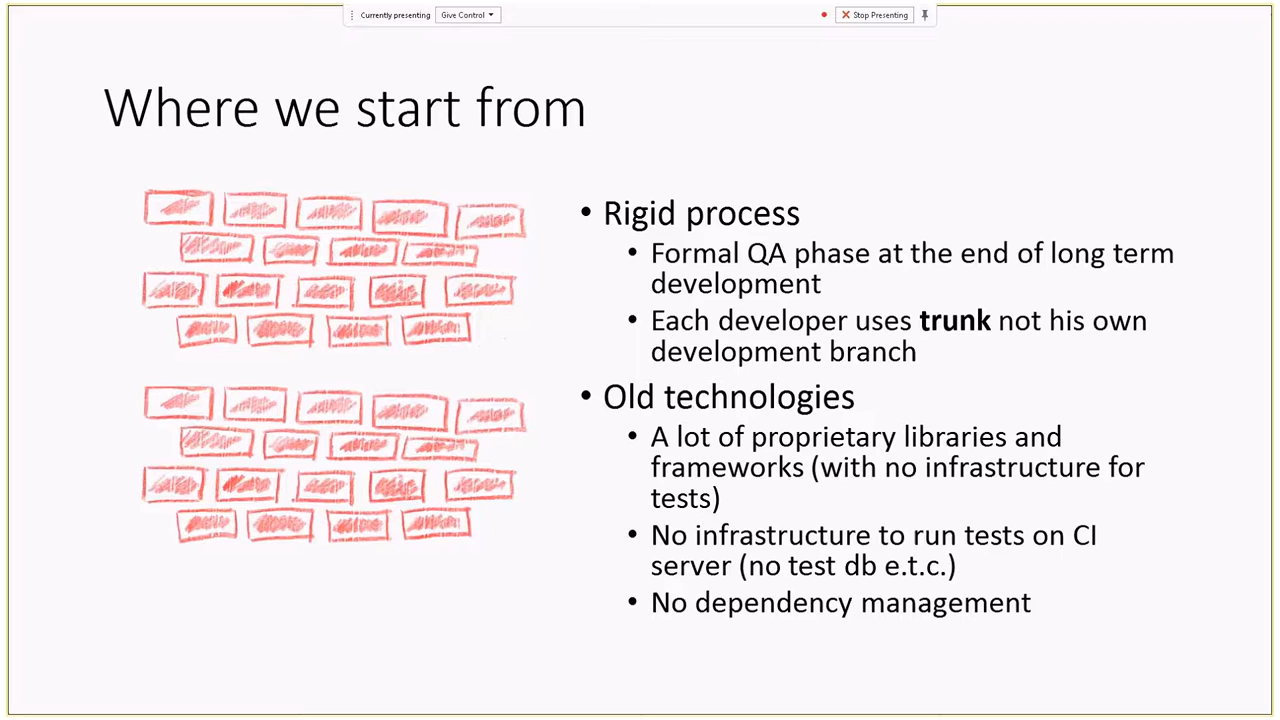 Currently presenting
Give Control
Stop Presenting
Where we start from
• Rigid process
• Formal QA phase at the end of long term
development
• Each developer uses trunk not his own
development branch
• Old technologies
• A lot of proprietary libraries and
frameworks (with no infrastructure for
tests)
• No infrastructure to run tests on CI
server (no test db e.t.c.)
• No dependency management